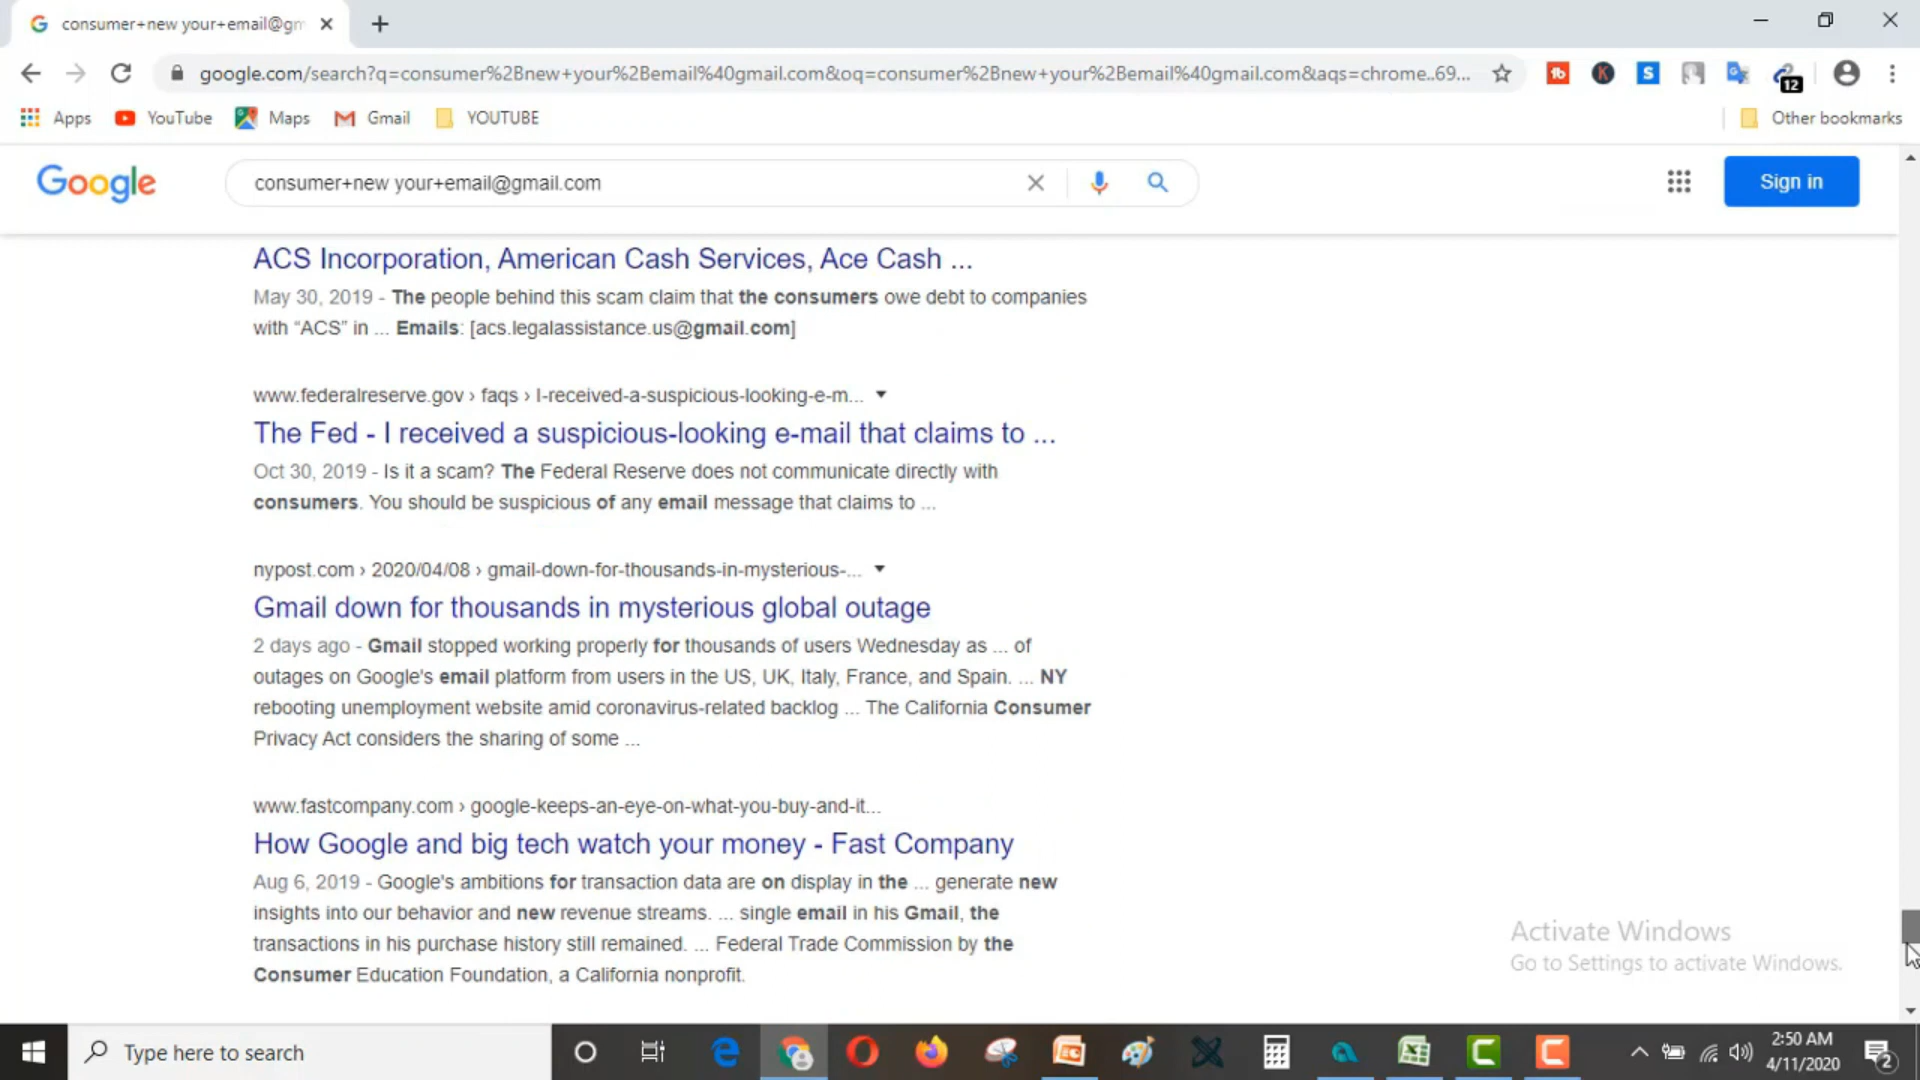 consumer+new your+email@gm
google.com/search?q=consumer%2Bnew+your%2Bemail%40gmail.com&oq=consumer%2Bnew+your%2Bemail%40gmail.com&aqs=chrome..69...
12
Apps YouTube Maps Gmail YOUTUBE Other bookmarks
Google consumer+new your+email@gmail.com Sign in
ACS Incorporation, American Cash Services, Ace Cash ...
May 30, 2019 - The people behind this scam claim that the consumers owe debt to companies
with “ACS” in ... Emails: [acs.legalassistance.us@gmail.com]
www.federalreserve.gov › faqs › I-received-a-suspicious-looking-e-m...
The Fed - I received a suspicious-looking e-mail that claims to ...
Oct 30, 2019 - Is it a scam? The Federal Reserve does not communicate directly with
consumers. You should be suspicious of any email message that claims to ...
nypost.com › 2020/04/08 › gmail-down-for-thousands-in-mysterious-...
Gmail down for thousands in mysterious global outage
2 days ago - Gmail stopped working properly for thousands of users Wednesday as ... of
outages on Google's email platform from users in the US, UK, Italy, France, and Spain. ... NY
rebooting unemployment website amid coronavirus-related backlog ... The California Consumer
Privacy Act considers the sharing of some ...
www.fastcompany.com › google-keeps-an-eye-on-what-you-buy-and-it...
How Google and big tech watch your money - Fast Company
Aug 6, 2019 - Google's ambitions for transaction data are on display in the ... generate new
insights into our behavior and new revenue streams. ... single email in his Gmail, the
transactions in his purchase history still remained. ... Federal Trade Commission by the
Consumer Education Foundation, a California nonprofit.
Activate Windows
Go to Settings to activate Windows.
Type here to search
2:50 AM
4/11/2020
2